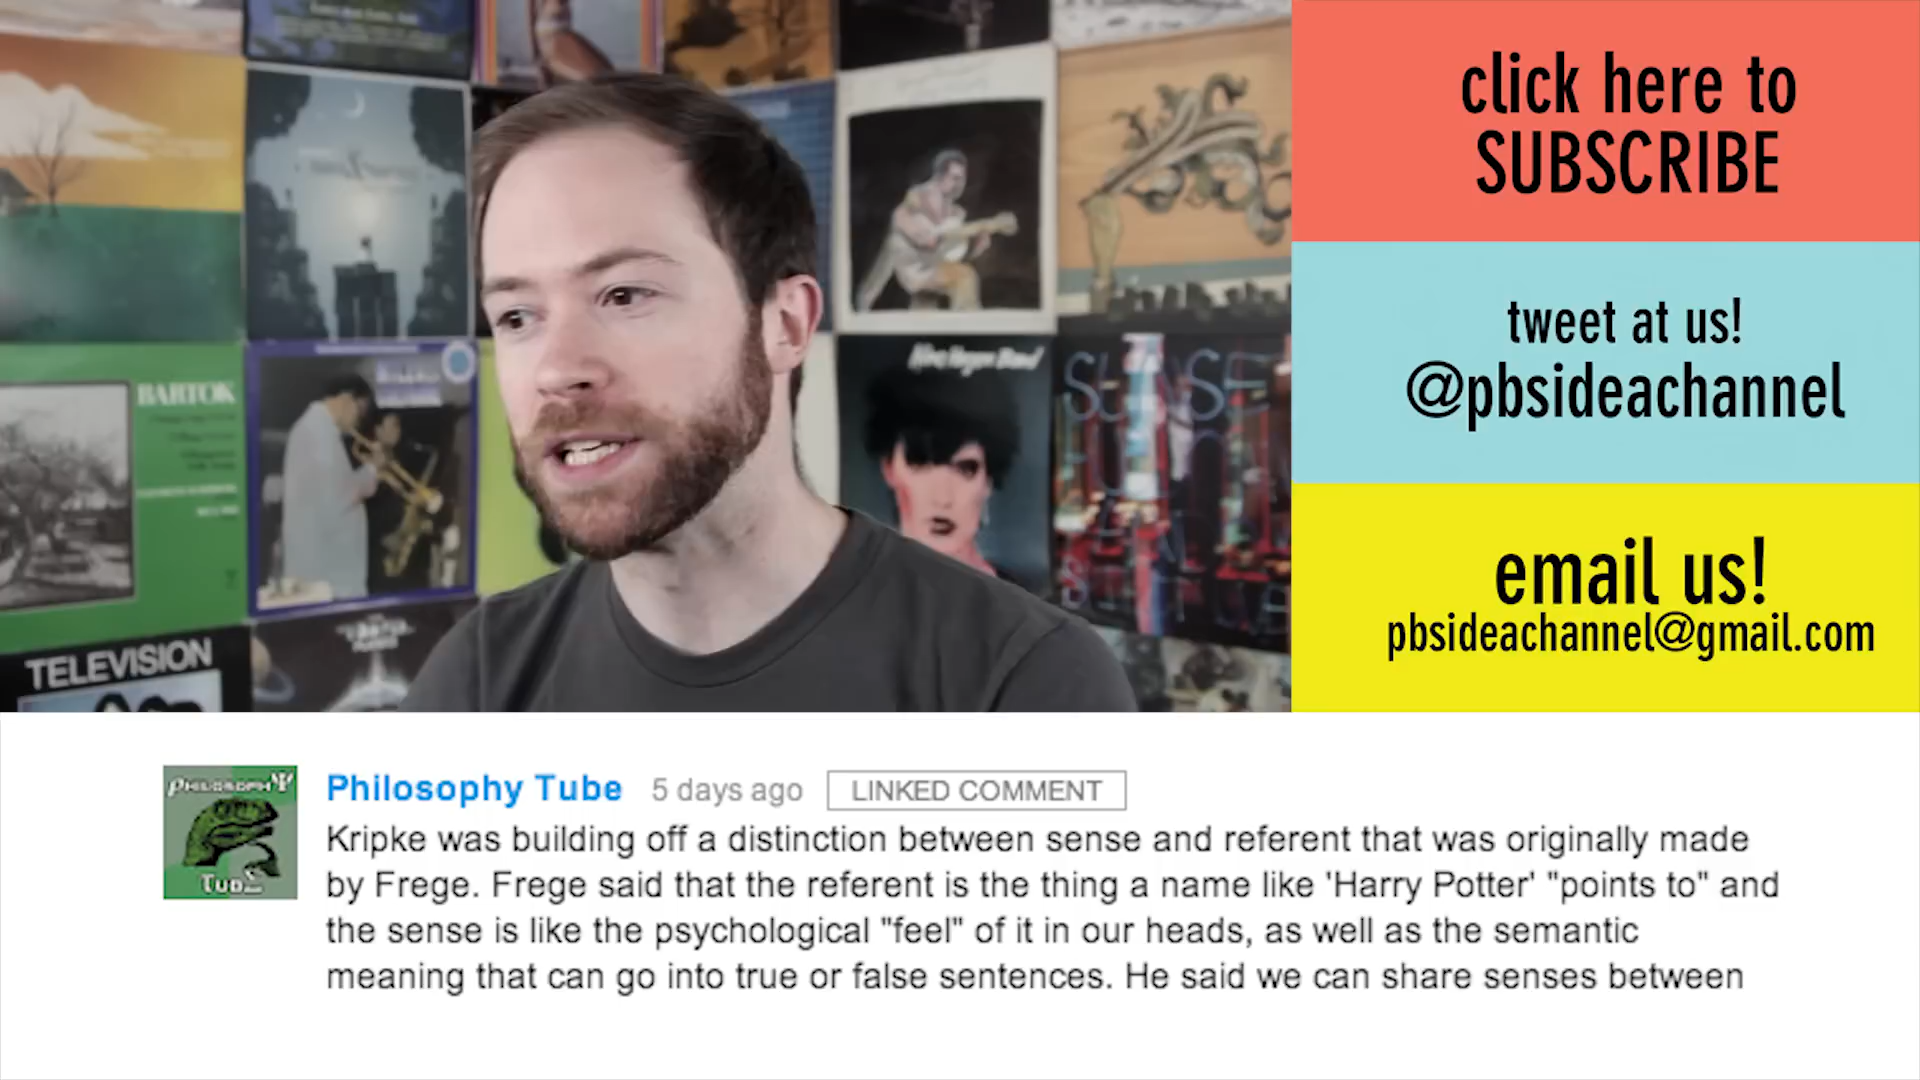 click here to
SUBSCRIBE
tweet at us!
@pbsideachannel
email us!
pbsideachannel@gmail.com
BARTOK
SUNSET
TELEVISION
PHILOSOPHY
TUBE
Philosophy Tube 5 days ago LINKED COMMENT
Kripke was building off a distinction between sense and referent that was originally made
by Frege. Frege said that the referent is the thing a name like 'Harry Potter' "points to" and
the sense is like the psychological "feel" of it in our heads, as well as the semantic
meaning that can go into true or false sentences. He said we can share senses between